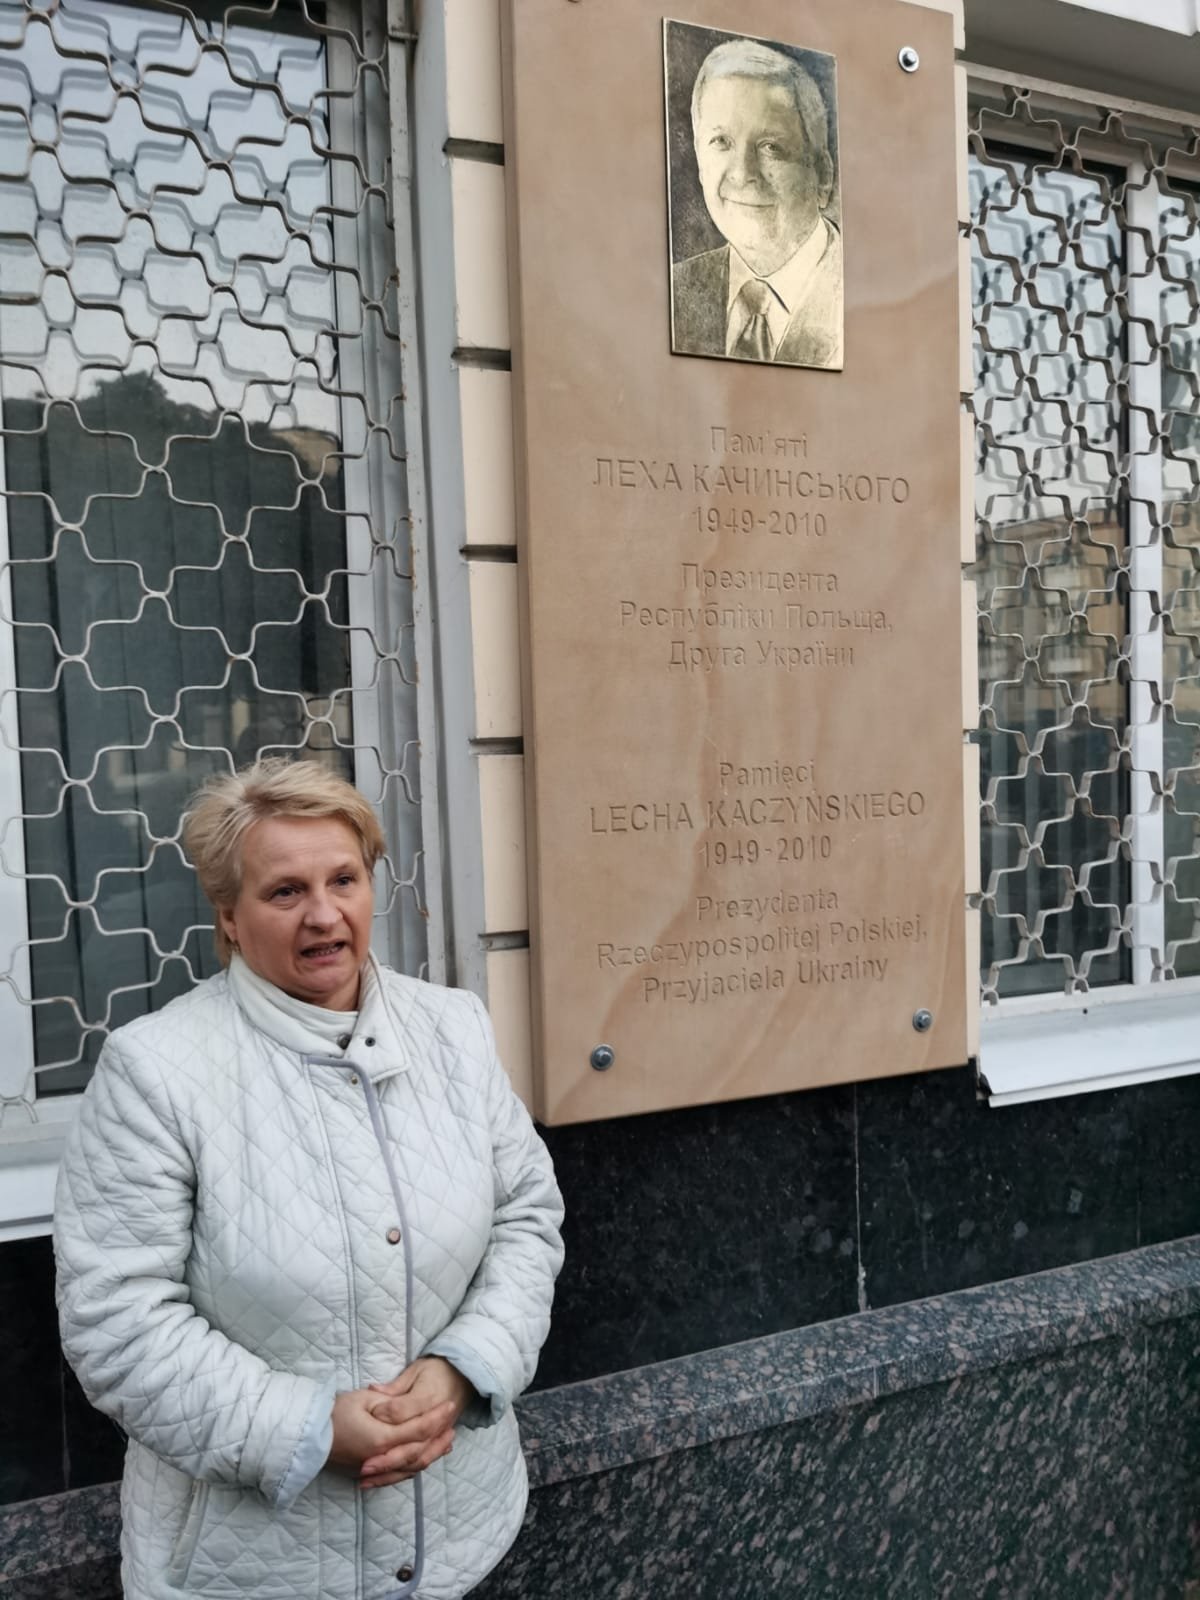 Пам'яті
ЛЕХА КАЧИНСЬКОГО
1949-2010
Президента
Республіки Польща,
Друга України
Pamięci
LECHA KACZYŃSKIEGO
1949-2010
Prezydenta
Rzeczypospolitej Polskiej,
Przyjaciela Ukrainy